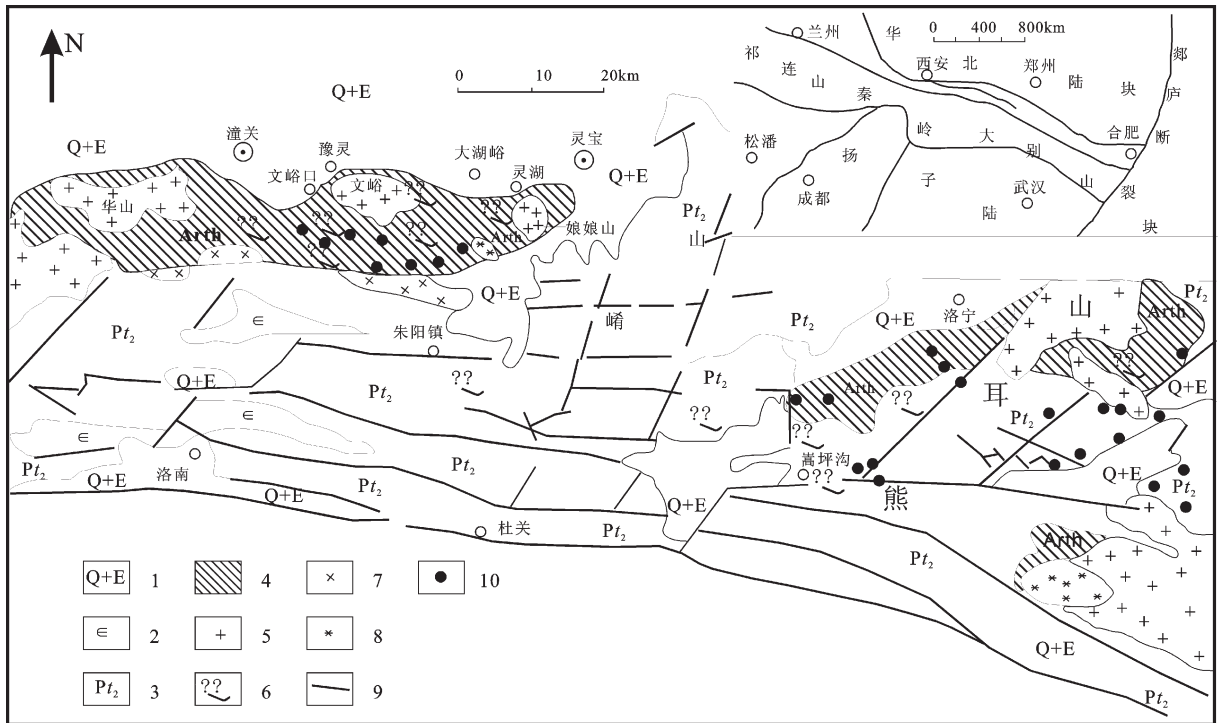 N
0 10 20km
0 400 800km
兰州
华
北
陆
块
郯
庐
断
裂
祁
连
山
秦
岭
大
别
山
西安
郑州
合肥
松潘
成都
武汉
扬
子
陆
块
Q+E
Q+E
潼关
豫灵
文峪口
文峪
大湖峪
灵湖
灵宝
Q+E
华山
Arth
??
??
??
??
??
??
Arth
娘娘山
Pt₂
山
Q+E
崤
Pt₂
∈
朱阳镇
Q+E
Pt₂
??
Pt₂
??
∈
∈
Pt₂
洛南
Q+E
Q+E
Pt₂
杜关
Pt₂
Q+E
Pt₂
Q+E
洛宁
山
Arth
Pt₂
??
Q+E
Arth
??
耳
Pt₂
??
嵩坪沟
??
熊
Q+E
Pt₂
Pt₂
Arth
Q+E
Pt₂
Q+E 1
4
7
10
∈ 2
+ 5
8
Pt₂ 3
?? 6
9